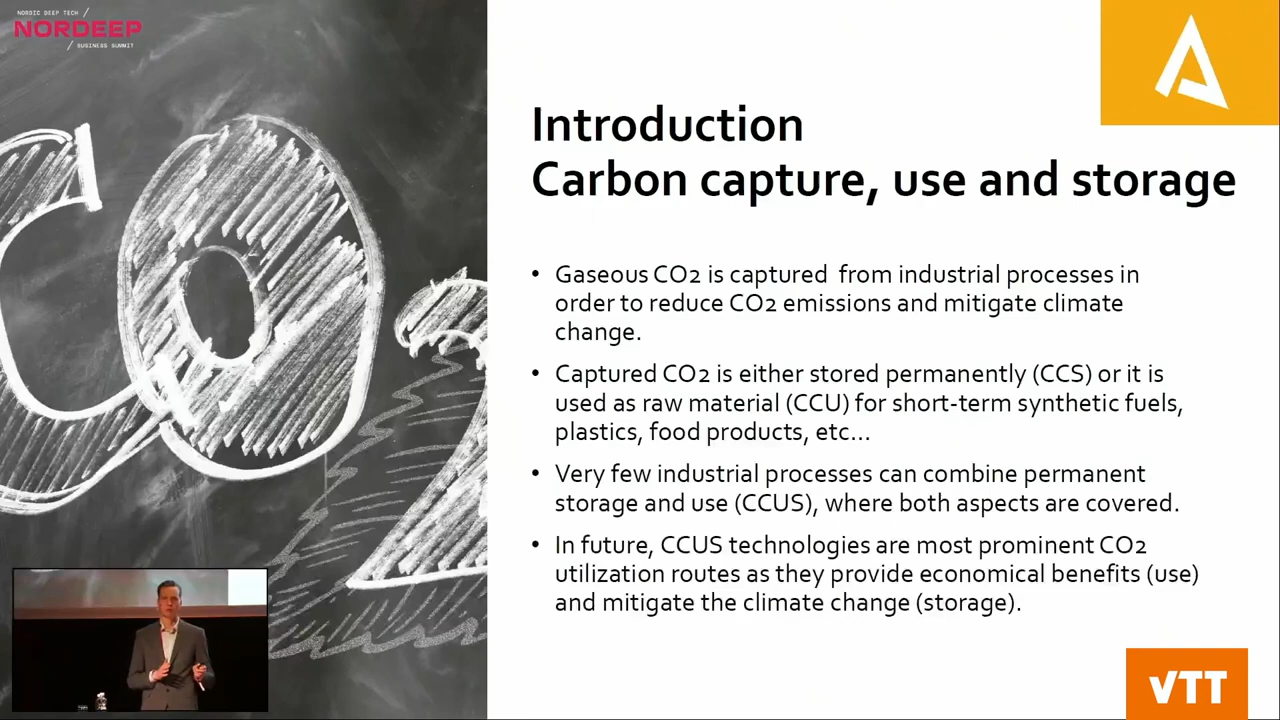 NORDIC DEEP TECH /
NORDEEP
/ BUSINESS SUMMIT
CO2
Introduction
Carbon capture, use and storage
• Gaseous CO2 is captured  from industrial processes in
order to reduce CO2 emissions and mitigate climate
change.
• Captured CO2 is either stored permanently (CCS) or it is
used as raw material (CCU) for short-term synthetic fuels,
plastics, food products, etc...
• Very few industrial processes can combine permanent
storage and use (CCUS), where both aspects are covered.
• In future, CCUS technologies are most prominent CO2
utilization routes as they provide economical benefits (use)
and mitigate the climate change (storage).
VTT